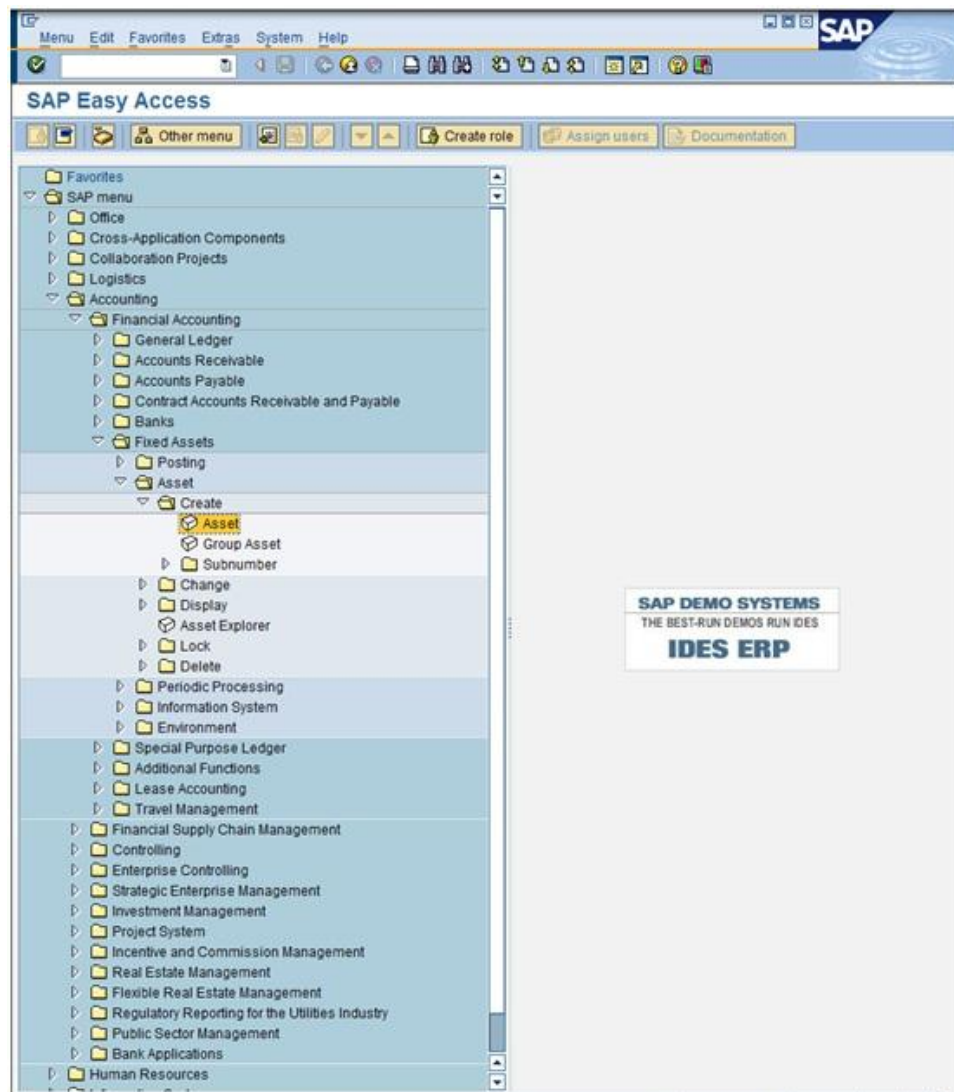 Menu Edit Favorites Extras System Help
SAP
SAP Easy Access
Other menu Create role Assign users Documentation
Favorites
SAP menu
Office
Cross-Application Components
Collaboration Projects
Logistics
Accounting
Financial Accounting
General Ledger
Accounts Receivable
Accounts Payable
Contract Accounts Receivable and Payable
Banks
Fixed Assets
Posting
Asset
Create
Asset
Group Asset
Subnumber
Change
Display
Asset Explorer
Lock
Delete
Periodic Processing
Information System
Environment
Special Purpose Ledger
Additional Functions
Lease Accounting
Travel Management
Financial Supply Chain Management
Controlling
Enterprise Controlling
Strategic Enterprise Management
Investment Management
Project System
Incentive and Commission Management
Real Estate Management
Flexible Real Estate Management
Regulatory Reporting for the Utilities Industry
Public Sector Management
Bank Applications
Human Resources
SAP DEMO SYSTEMS
THE BEST-RUN DEMOS RUN IDES
IDES ERP